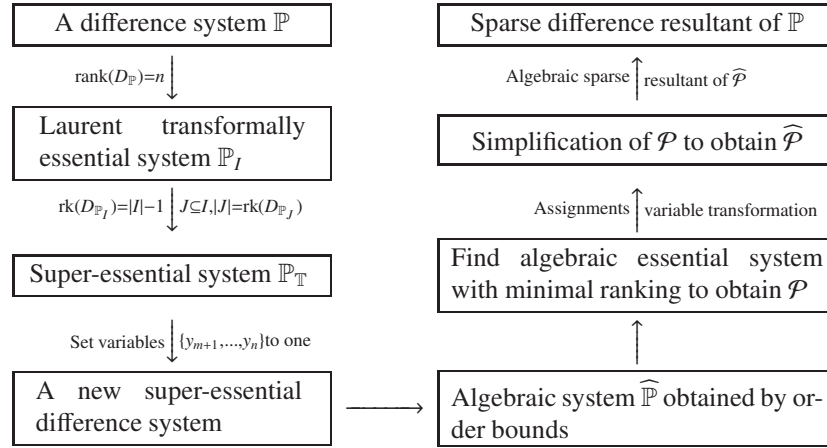 A difference system ℙ
rank(D_ℙ)=n
Laurent transformally
essential system ℙ_I
rk(D_{ℙ_I})=|I|−1 J⊆I,|J|=rk(D_{ℙ_J})
Super-essential system ℙ_𝕋
Set variables {y_{m+1},...,y_n}to one
A new super-essential
difference system
Algebraic system \widehat{ℙ} obtained by or-
der bounds
Find algebraic essential system
with minimal ranking to obtain 𝒫
Assignments variable transformation
Simplification of 𝒫 to obtain \widehat{𝒫}
Algebraic sparse resultant of \widehat{𝒫}
Sparse difference resultant of ℙ